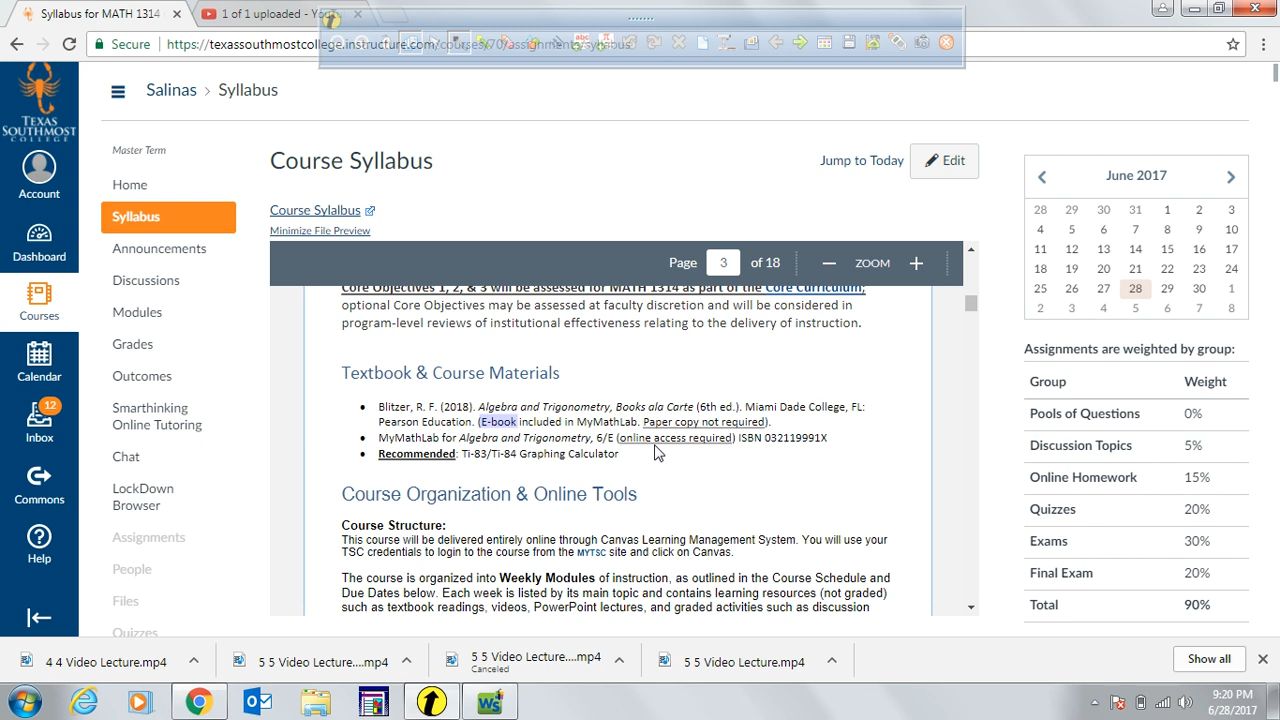 Syllabus for MATH 1314
1 of 1 uploaded - You
Secure
https://texassouthmostcollege.instructure.com/courses/70/assignments/syllabus
Salinas > Syllabus
TEXAS
SOUTHMOST
COLLEGE
Account
Dashboard
Courses
Calendar
12
Inbox
Commons
Help
Master Term
Home
Syllabus
Announcements
Discussions
Modules
Grades
Outcomes
Smarthinking
Online Tutoring
Chat
LockDown
Browser
Assignments
People
Files
Quizzes
Course Syllabus
Jump to Today
Edit
Course Sylalbus
Minimize File Preview
Page 3 of 18
ZOOM
Core Objectives 1, 2, & 3 will be assessed for MATH 1314 as part of the Core Curriculum;
optional Core Objectives may be assessed at faculty discretion and will be considered in
program-level reviews of institutional effectiveness relating to the delivery of instruction.
Textbook & Course Materials
• Blitzer, R. F. (2018). Algebra and Trigonometry, Books ala Carte (6th ed.). Miami Dade College, FL:
Pearson Education. (E-book included in MyMathLab. Paper copy not required).
• MyMathLab for Algebra and Trigonometry, 6/E (online access required) ISBN 032119991X
• Recommended: Ti-83/Ti-84 Graphing Calculator
Course Organization & Online Tools
Course Structure:
This course will be delivered entirely online through Canvas Learning Management System. You will use your
TSC credentials to login to the course from the MYTSC site and click on Canvas.
The course is organized into Weekly Modules of instruction, as outlined in the Course Schedule and
Due Dates below. Each week is listed by its main topic and contains learning resources (not graded)
such as textbook readings, videos, PowerPoint lectures, and graded activities such as discussion
June 2017
28 29 30 31 1 2 3
4 5 6 7 8 9 10
11 12 13 14 15 16 17
18 19 20 21 22 23 24
25 26 27 28 29 30 1
2 3 4 5 6 7 8
Assignments are weighted by group:
Group Weight
Pools of Questions 0%
Discussion Topics 5%
Online Homework 15%
Quizzes 20%
Exams 30%
Final Exam 20%
Total 90%
4 4 Video Lecture.mp4
5 5 Video Lecture....mp4
5 5 Video Lecture....mp4
Canceled
5 5 Video Lecture.mp4
Show all
9:20 PM
6/28/2017